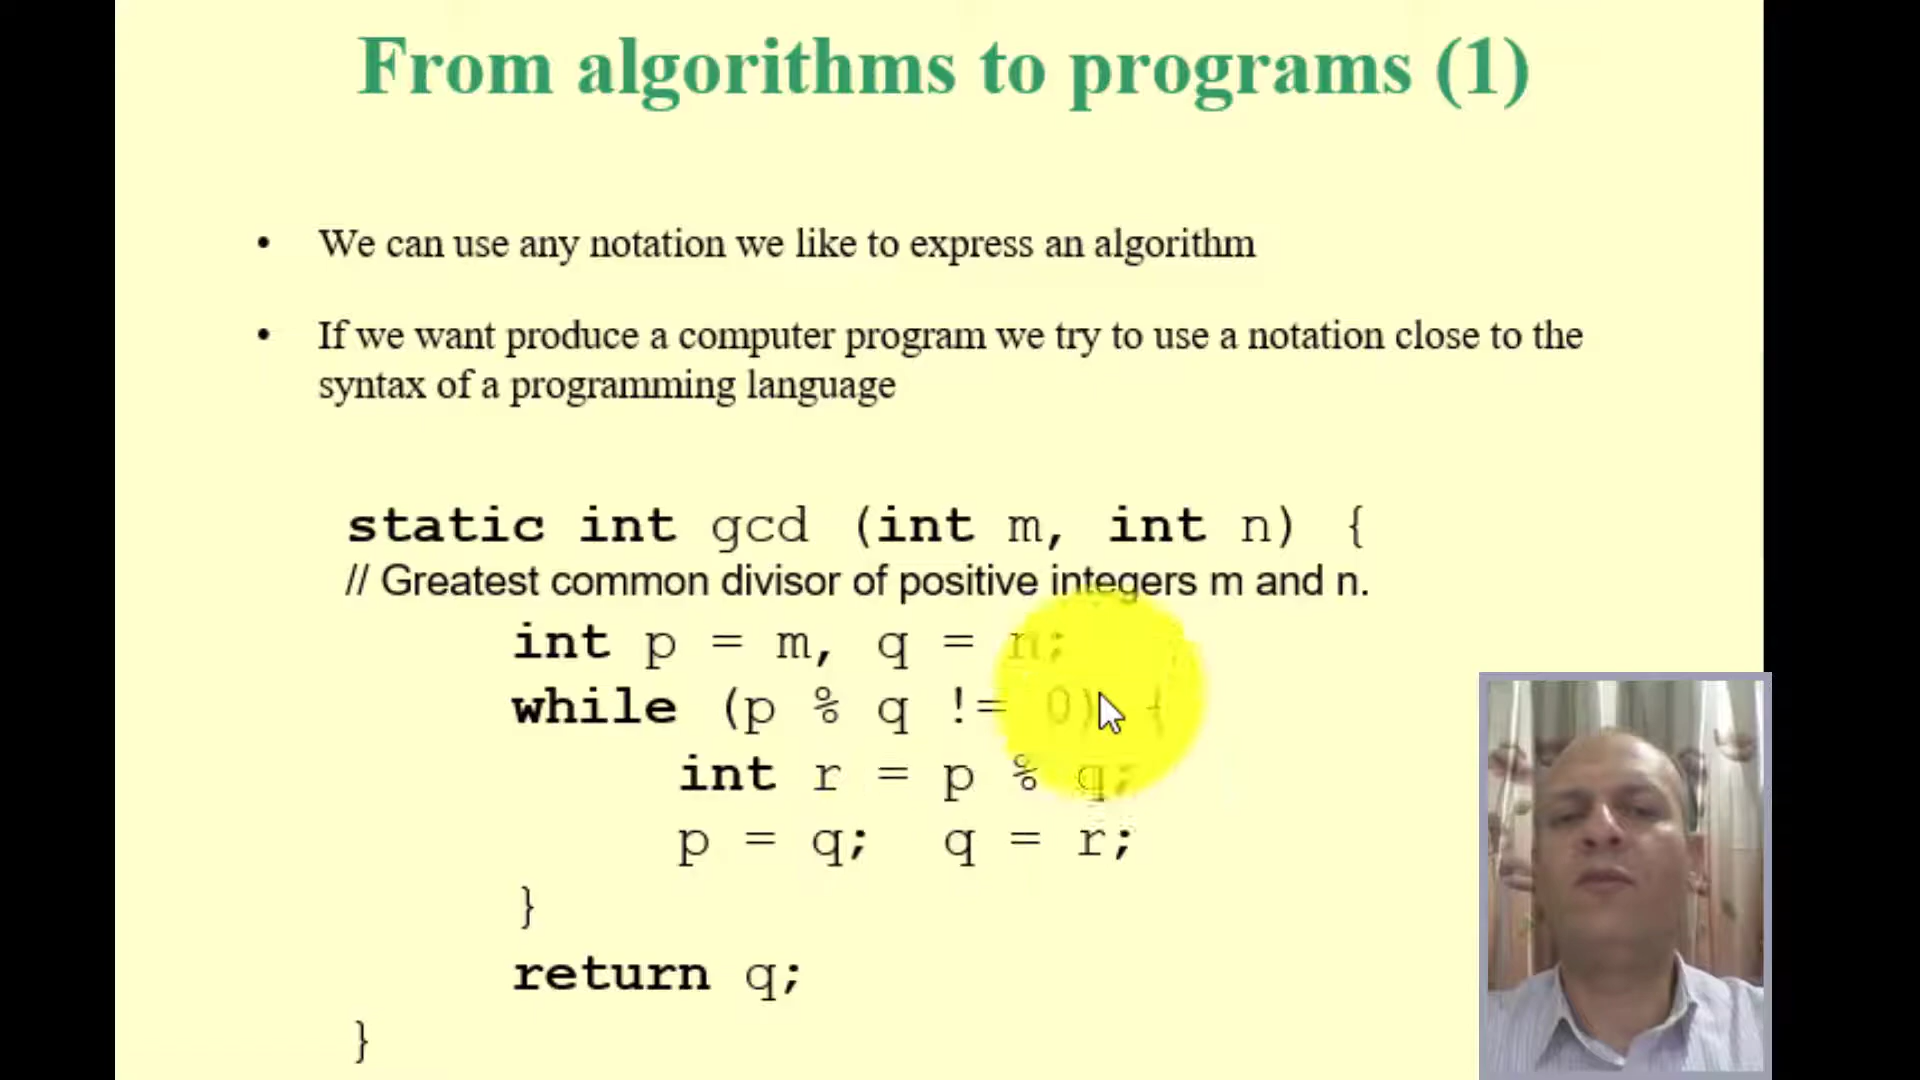 From algorithms to programs (1)
• We can use any notation we like to express an algorithm
• If we want produce a computer program we try to use a notation close to the
syntax of a programming language
static int gcd (int m, int n) {
// Greatest common divisor of positive integers m and n.
int p = m, q = n;
while (p % q != 0) {
int r = p % q;
p = q; q = r;
}
return q;
}